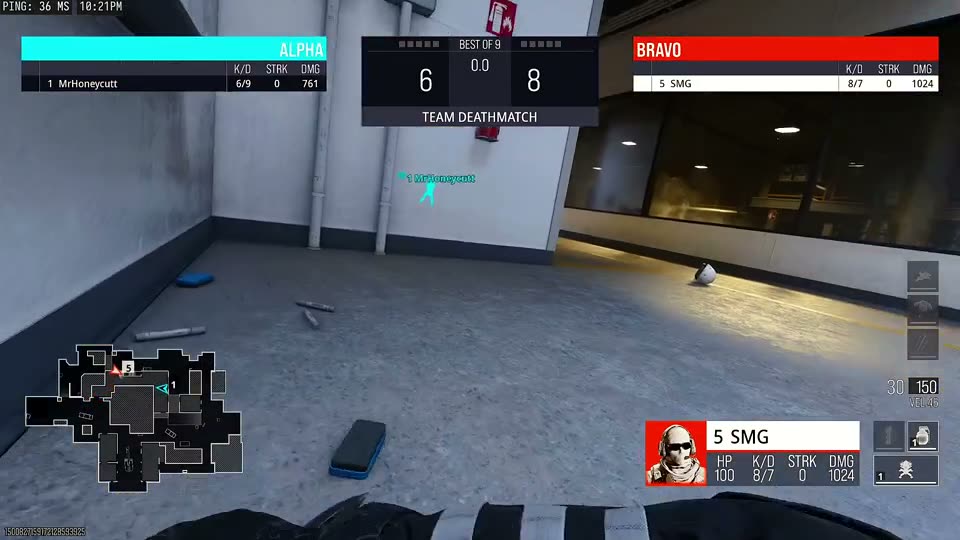 PING: 36 MS 10:21PM
ALPHA
K/D STRK DMG
1 MrHoneycutt 6/9 0 761
BEST OF 9
6 0.0 8
TEAM DEATHMATCH
BRAVO
K/D STRK DMG
5 SMG 8/7 0 1024
1 MrHoneycutt
5
1
30 150
VEL 46
5 SMG
HP K/D STRK DMG
100 8/7 0 1024
1
1
1